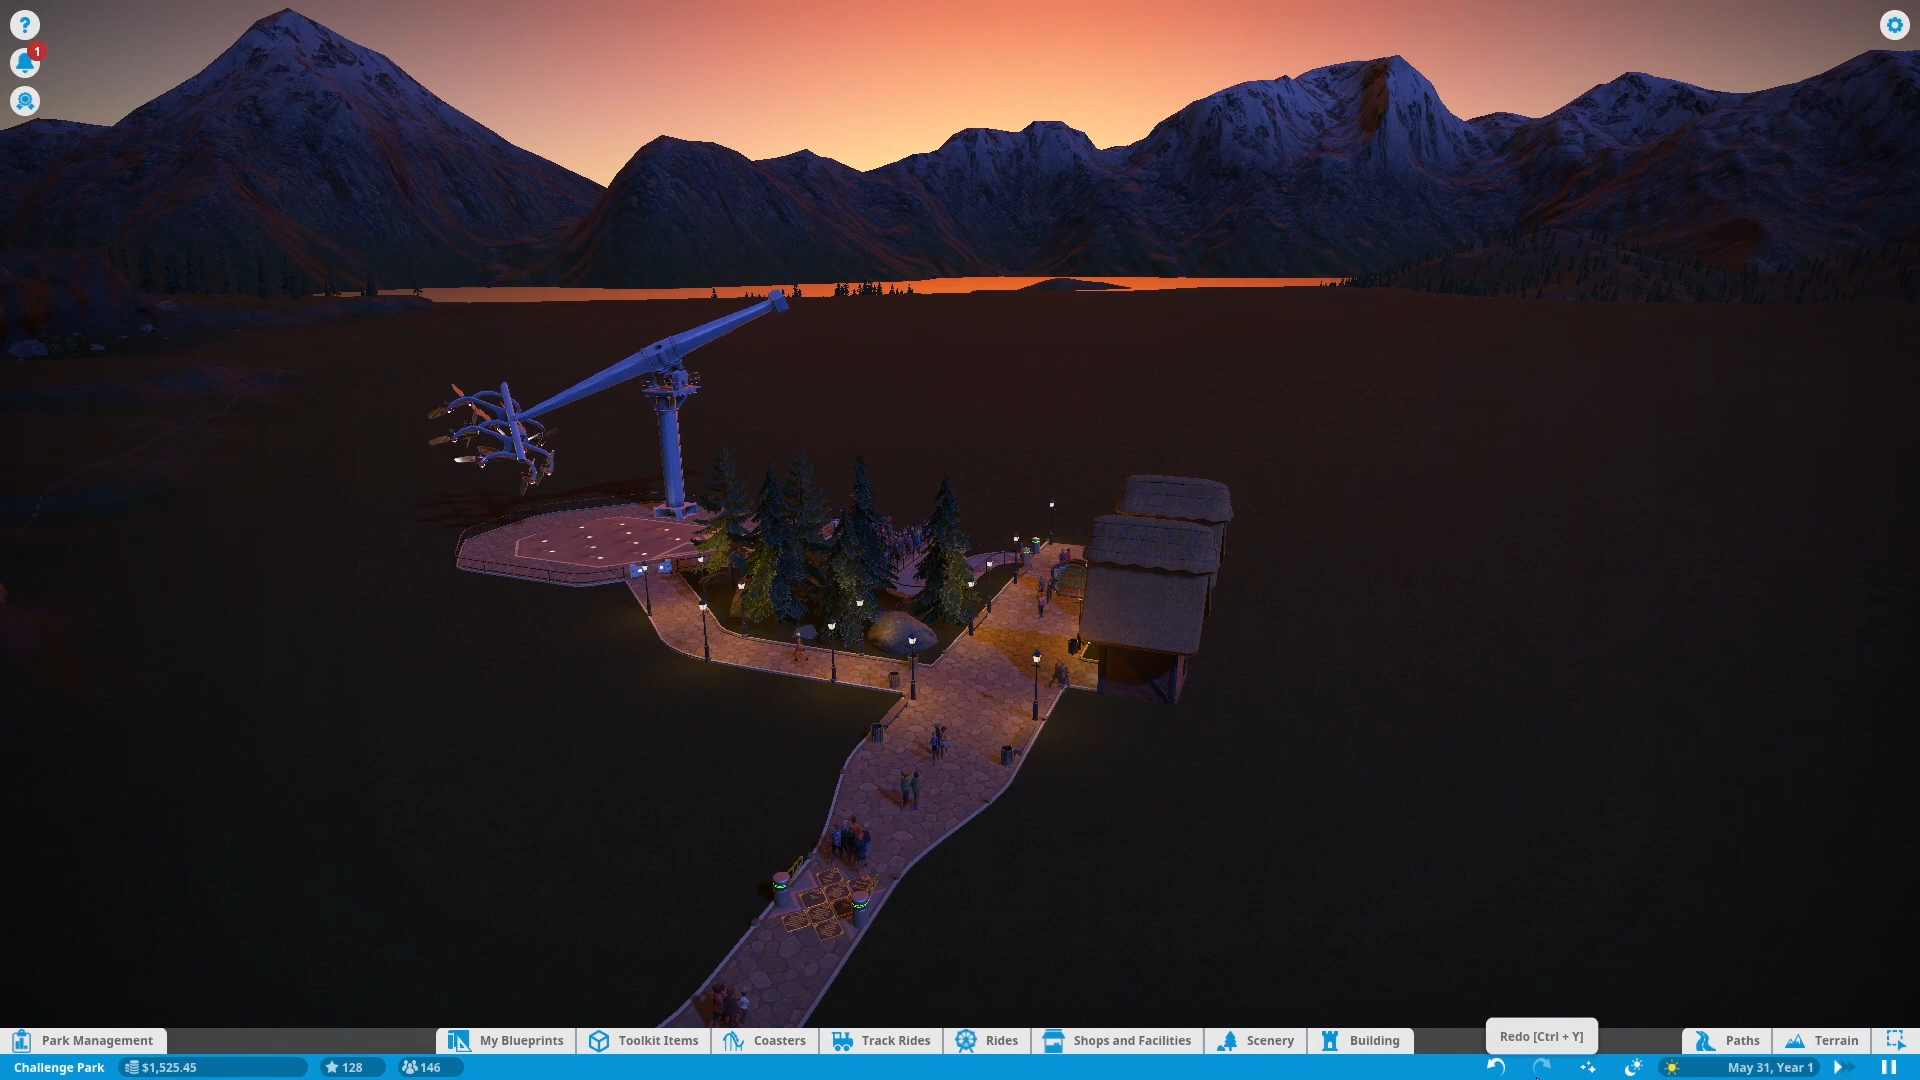 ?
1
Redo [Ctrl + Y]
Park Management
My Blueprints
Toolkit Items
Coasters
Track Rides
Rides
Shops and Facilities
Scenery
Building
Paths
Terrain
Challenge Park
$1,525.45
128
146
May 31, Year 1